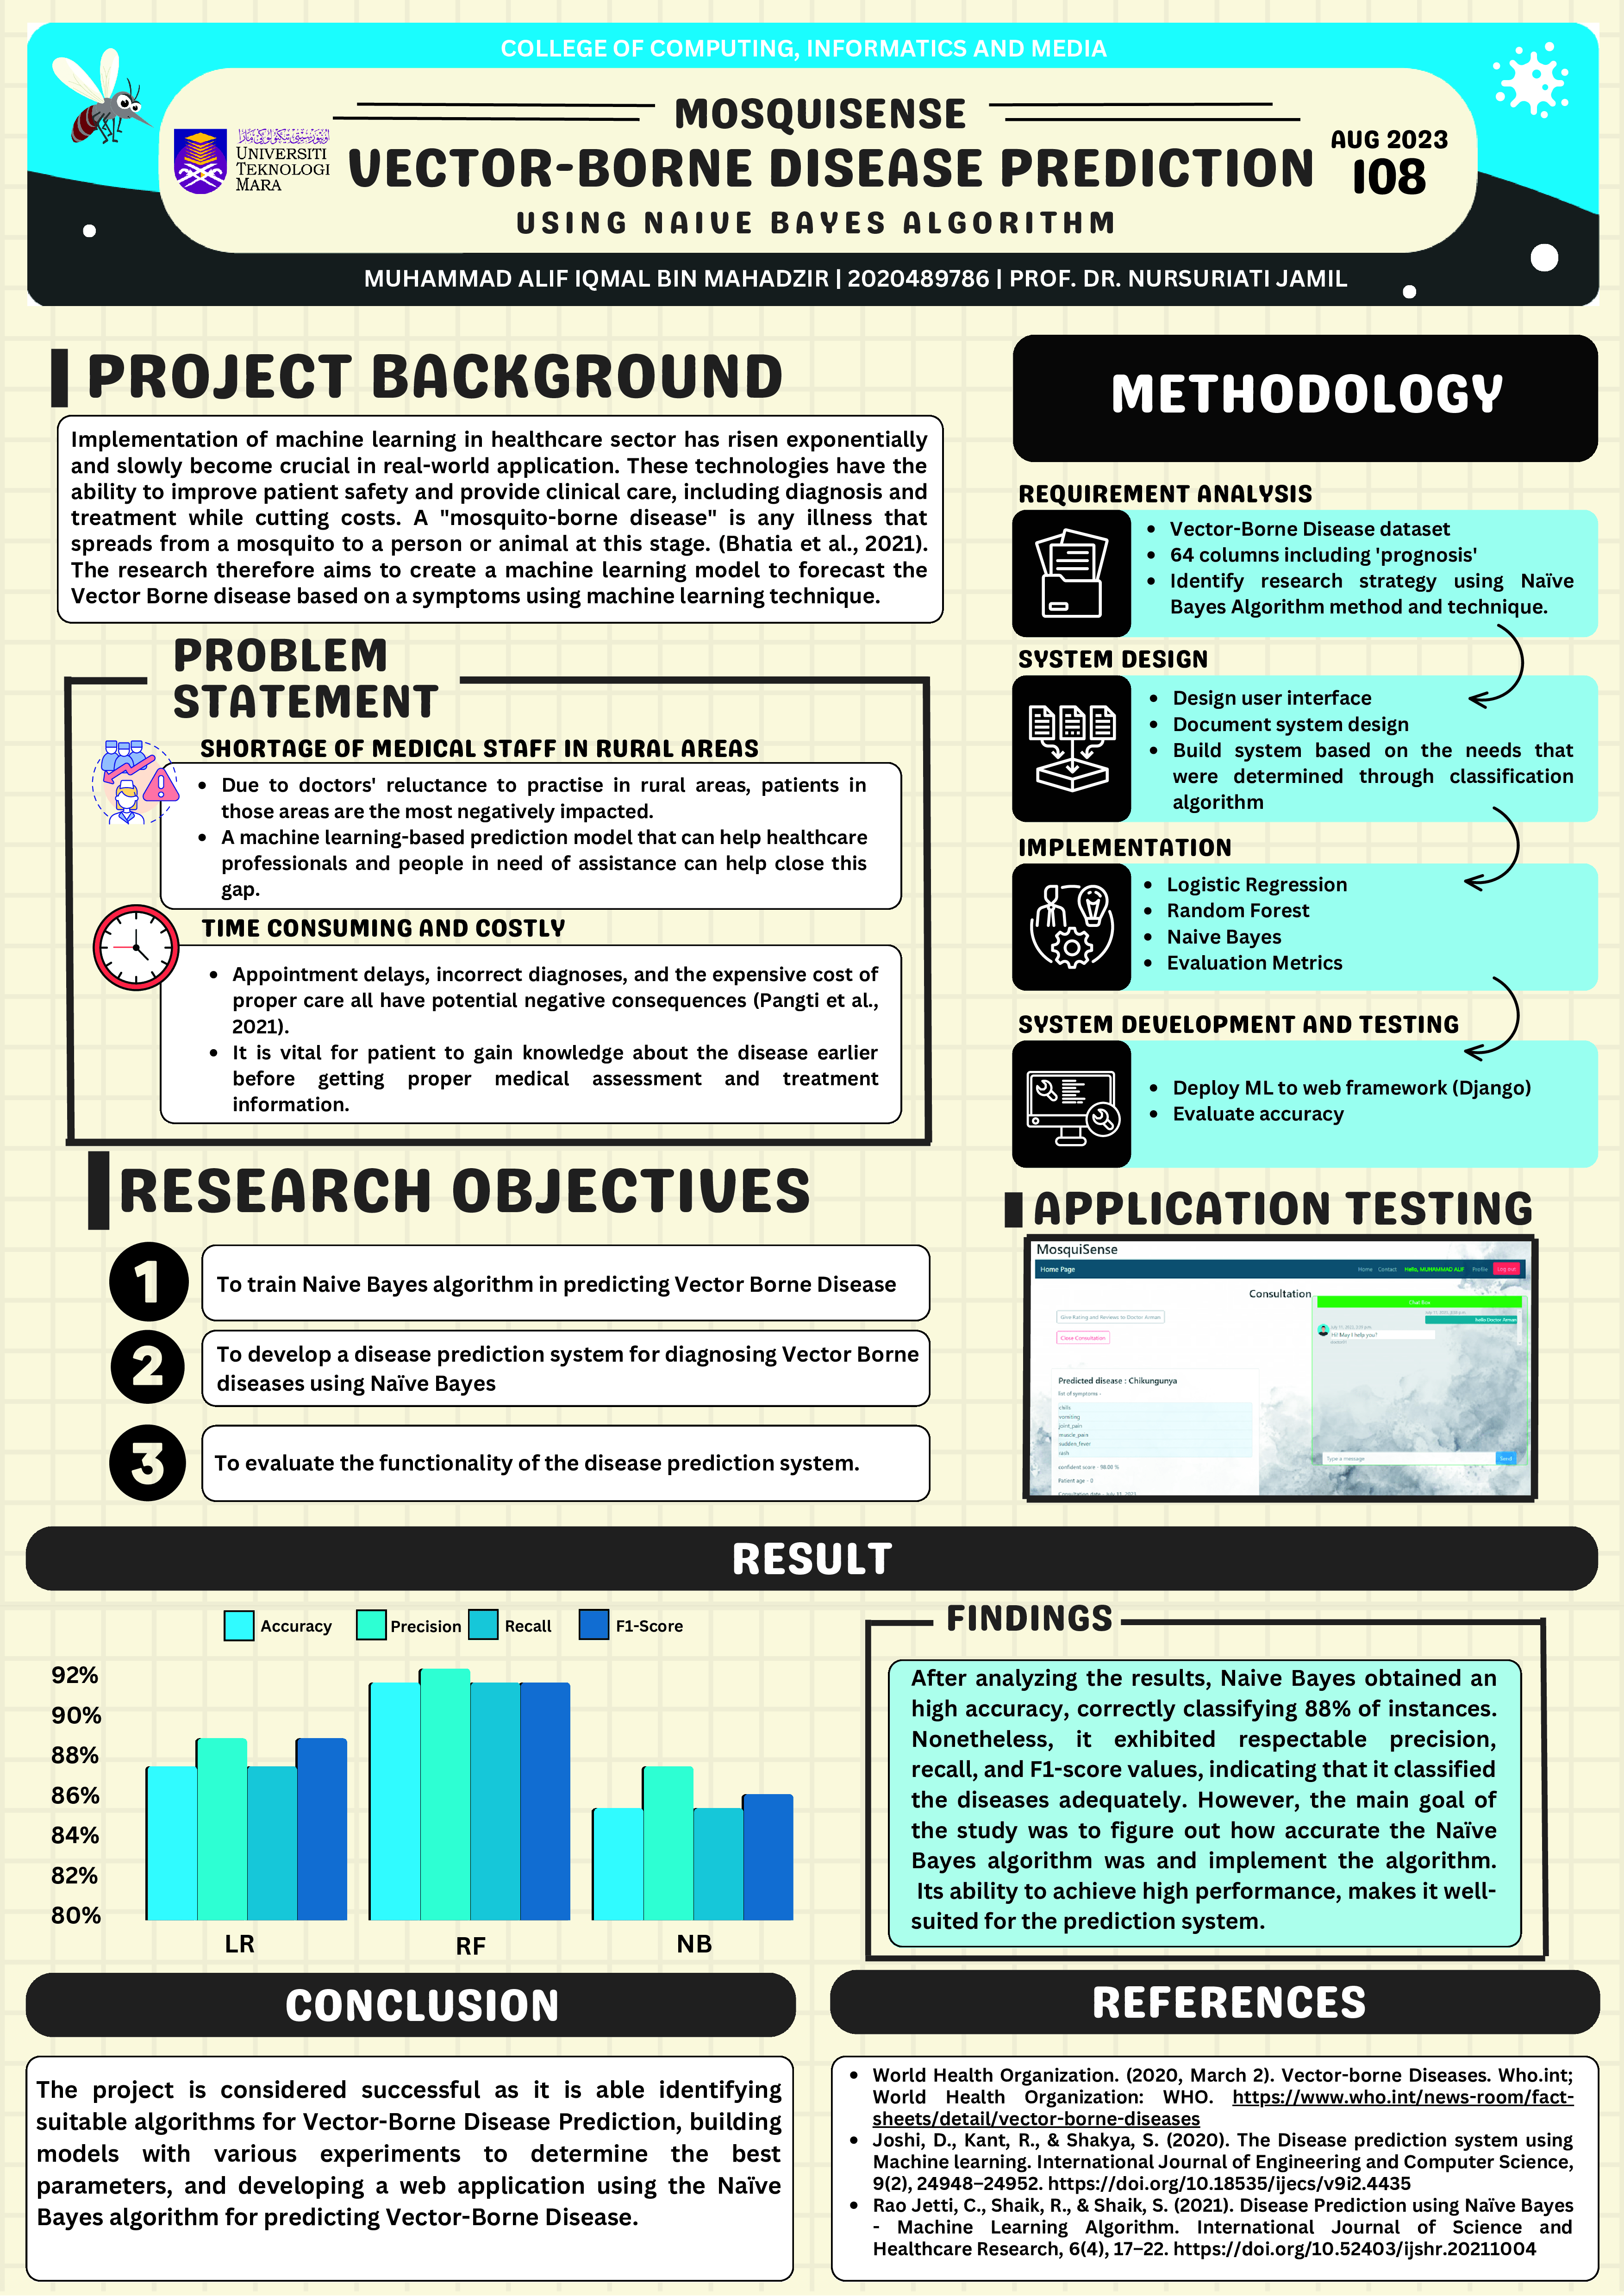 COLLEGE OF COMPUTING, INFORMATICS AND MEDIA
MOSQUISENSE
UNIVERSITI
TEKNOLOGI
MARA
VECTOR-BORNE DISEASE PREDICTION
AUG 2023
108
USING NAIVE BAYES ALGORITHM
MUHAMMAD ALIF IQMAL BIN MAHADZIR | 2020489786 | PROF. DR. NURSURIATI JAMIL
PROJECT BACKGROUND
Implementation of machine learning in healthcare sector has risen exponentially
and slowly become crucial in real-world application. These technologies have the
ability to improve patient safety and provide clinical care, including diagnosis and
treatment while cutting costs. A "mosquito-borne disease" is any illness that
spreads from a mosquito to a person or animal at this stage. (Bhatia et al., 2021).
The research therefore aims to create a machine learning model to forecast the
Vector Borne disease based on a symptoms using machine learning technique.
PROBLEM
STATEMENT
SHORTAGE OF MEDICAL STAFF IN RURAL AREAS
• Due to doctors' reluctance to practise in rural areas, patients in
those areas are the most negatively impacted.
• A machine learning-based prediction model that can help healthcare
professionals and people in need of assistance can help close this
gap.
TIME CONSUMING AND COSTLY
• Appointment delays, incorrect diagnoses, and the expensive cost of
proper care all have potential negative consequences (Pangti et al.,
2021).
• It is vital for patient to gain knowledge about the disease earlier
before getting proper medical assessment and treatment
information.
RESEARCH OBJECTIVES
1
To train Naive Bayes algorithm in predicting Vector Borne Disease
2
To develop a disease prediction system for diagnosing Vector Borne
diseases using Naïve Bayes
3
To evaluate the functionality of the disease prediction system.
METHODOLOGY
REQUIREMENT ANALYSIS
• Vector-Borne Disease dataset
• 64 columns including 'prognosis'
• Identify research strategy using Naïve
Bayes Algorithm method and technique.
SYSTEM DESIGN
• Design user interface
• Document system design
• Build system based on the needs that
were determined through classification
algorithm
IMPLEMENTATION
• Logistic Regression
• Random Forest
• Naive Bayes
• Evaluation Metrics
SYSTEM DEVELOPMENT AND TESTING
• Deploy ML to web framework (Django)
• Evaluate accuracy
APPLICATION TESTING
MosquiSense
Home Page
Home Contact Hello, MUHAMMAD ALIF Profile Log out
Consultation
Give Rating and Reviews to Doctor Arman
Close Consultation
Chat Box
hello Doctor Arman
Hi! May I help you?
Predicted disease : Chikungunya
list of symptoms -
chills
vomiting
joint_pain
muscle_pain
sudden_fever
rash
confident score - 98.00 %
Patient age - 0
Type a message
Send
RESULT
Accuracy Precision Recall F1-Score
92%
90%
88%
86%
84%
82%
80%
LR
RF
NB
FINDINGS
After analyzing the results, Naive Bayes obtained an
high accuracy, correctly classifying 88% of instances.
Nonetheless, it exhibited respectable precision,
recall, and F1-score values, indicating that it classified
the diseases adequately. However, the main goal of
the study was to figure out how accurate the Naïve
Bayes algorithm was and implement the algorithm.
Its ability to achieve high performance, makes it well-
suited for the prediction system.
CONCLUSION
The project is considered successful as it is able identifying
suitable algorithms for Vector-Borne Disease Prediction, building
models with various experiments to determine the best
parameters, and developing a web application using the Naïve
Bayes algorithm for predicting Vector-Borne Disease.
REFERENCES
• World Health Organization. (2020, March 2). Vector-borne Diseases. Who.int;
World Health Organization: WHO. https://www.who.int/news-room/fact-
sheets/detail/vector-borne-diseases
• Joshi, D., Kant, R., & Shakya, S. (2020). The Disease prediction system using
Machine learning. International Journal of Engineering and Computer Science,
9(2), 24948–24952. https://doi.org/10.18535/ijecs/v9i2.4435
• Rao Jetti, C., Shaik, R., & Shaik, S. (2021). Disease Prediction using Naïve Bayes
- Machine Learning Algorithm. International Journal of Science and
Healthcare Research, 6(4), 17–22. https://doi.org/10.52403/ijshr.20211004